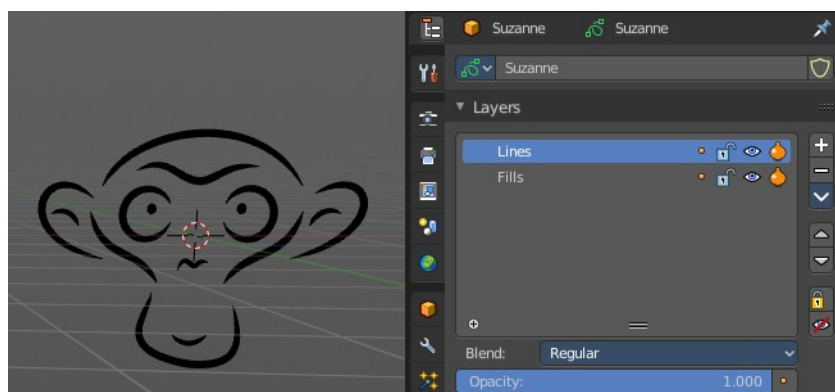 Suzanne Suzanne
Suzanne
Layers
Lines
Fills
Blend: Regular
Opacity: 1.000